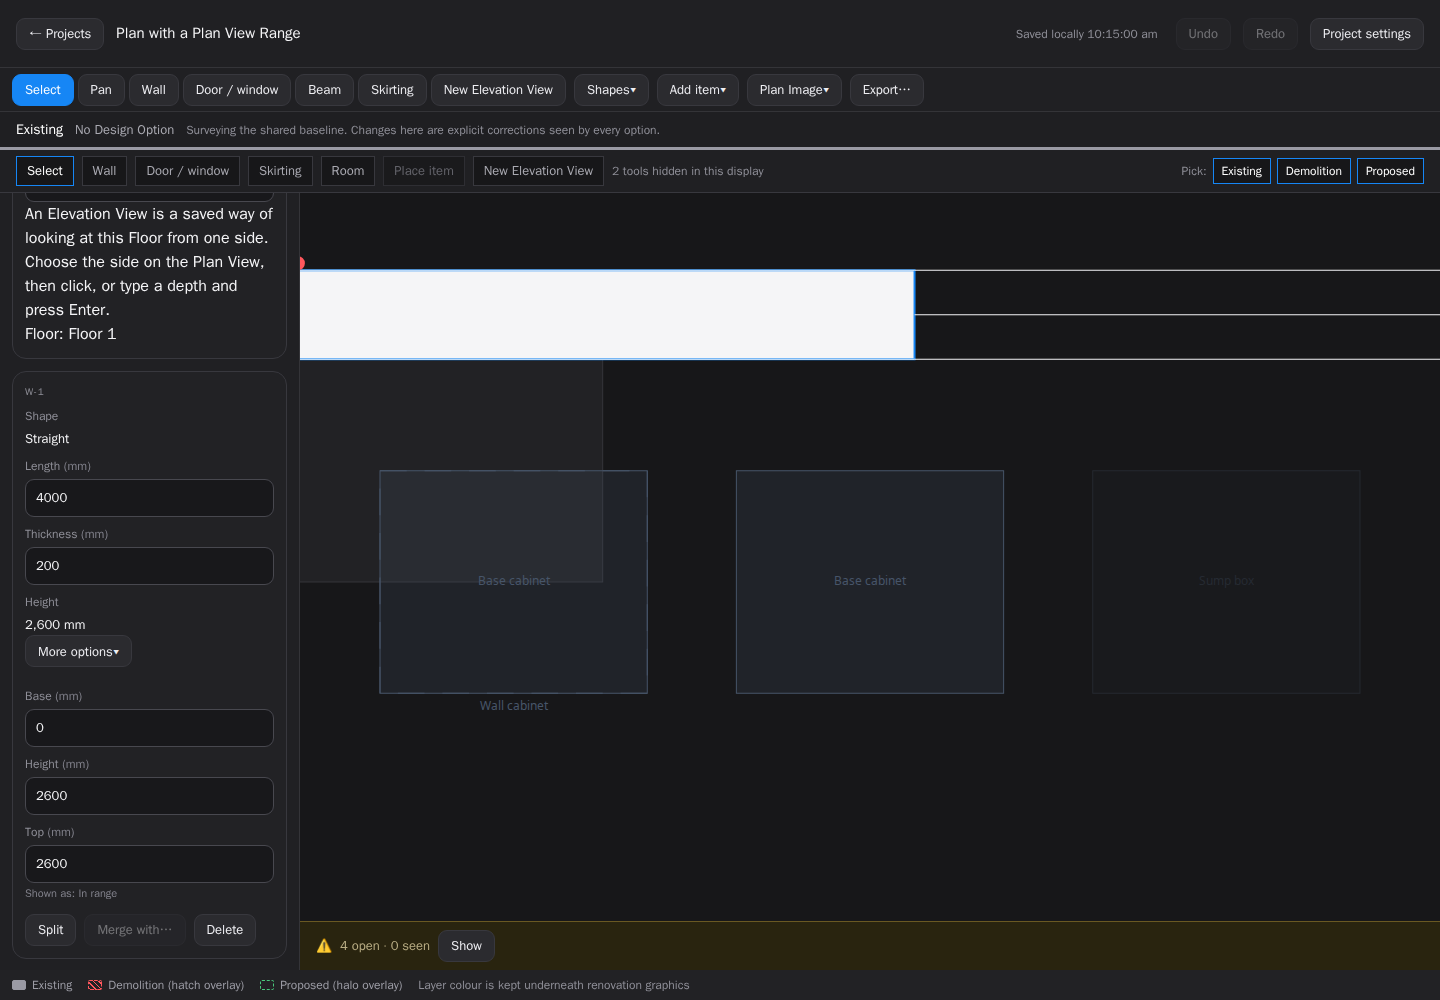 ← Projects
Plan with a Plan View Range
Saved locally 10:15:00 am
Undo
Redo
Project settings
Select
Pan
Wall
Door / window
Beam
Skirting
New Elevation View
Shapes▾
Add item▾
Plan Image▾
Export⋯
Existing
No Design Option
Surveying the shared baseline. Changes here are explicit corrections seen by every option.
Select
Wall
Door / window
Skirting
Room
Place item
New Elevation View
2 tools hidden in this display
Pick:
Existing
Demolition
Proposed
An Elevation View is a saved way of
looking at this Floor from one side.
Choose the side on the Plan View,
then click, or type a depth and
press Enter.
Floor: Floor 1
W-1
Shape
Straight
Length (mm)
4000
Thickness (mm)
200
Height
2,600 mm
More options▾
Base (mm)
0
Height (mm)
2600
Top (mm)
2600
Shown as: In range
Split
Merge with⋯
Delete
Base cabinet
Base cabinet
Sump box
Wall cabinet
4 open · 0 seen
Show
Existing
Demolition (hatch overlay)
Proposed (halo overlay)
Layer colour is kept underneath renovation graphics